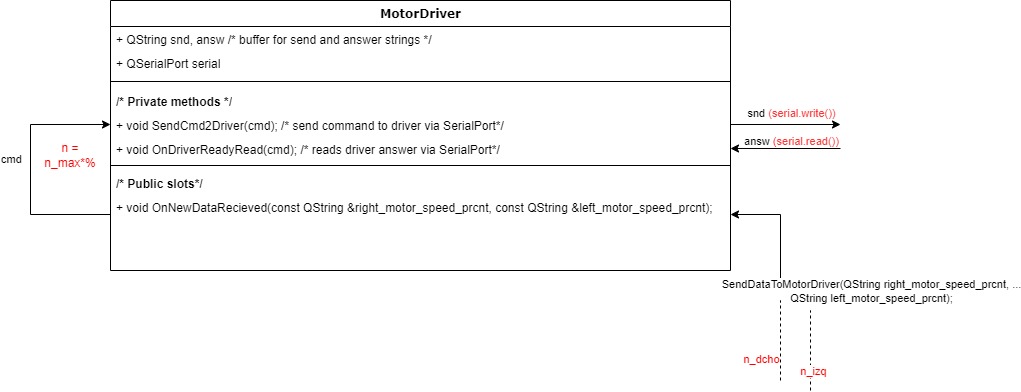 MotorDriver
+ QString snd, answ /* buffer for send and answer strings */
+ QSerialPort serial
/* Private methods */
+ void SendCmd2Driver(cmd); /* send command to driver via SerialPort*/
+ void OnDriverReadyRead(cmd); /* reads driver answer via SerialPort*/
/* Public slots*/
+ void OnNewDataRecieved(const QString &right_motor_speed_prcnt, const QString &left_motor_speed_prcnt);
cmd
n =
n_max*%
snd (serial.write())
answ (serial.read())
SendDataToMotorDriver(QString right_motor_speed_prcnt, ...
QString left_motor_speed_prcnt);
n_dcho
n_izq